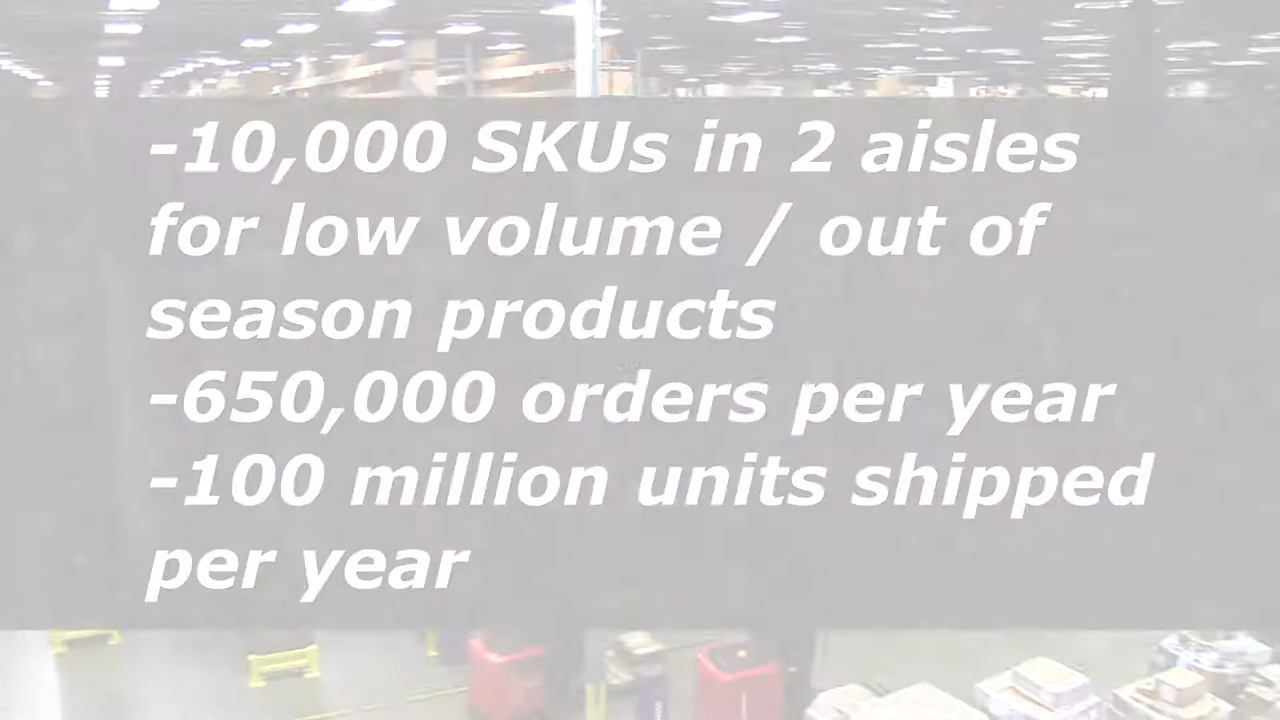 -10,000 SKUs in 2 aisles
for low volume / out of
season products
-650,000 orders per year
-100 million units shipped
per year